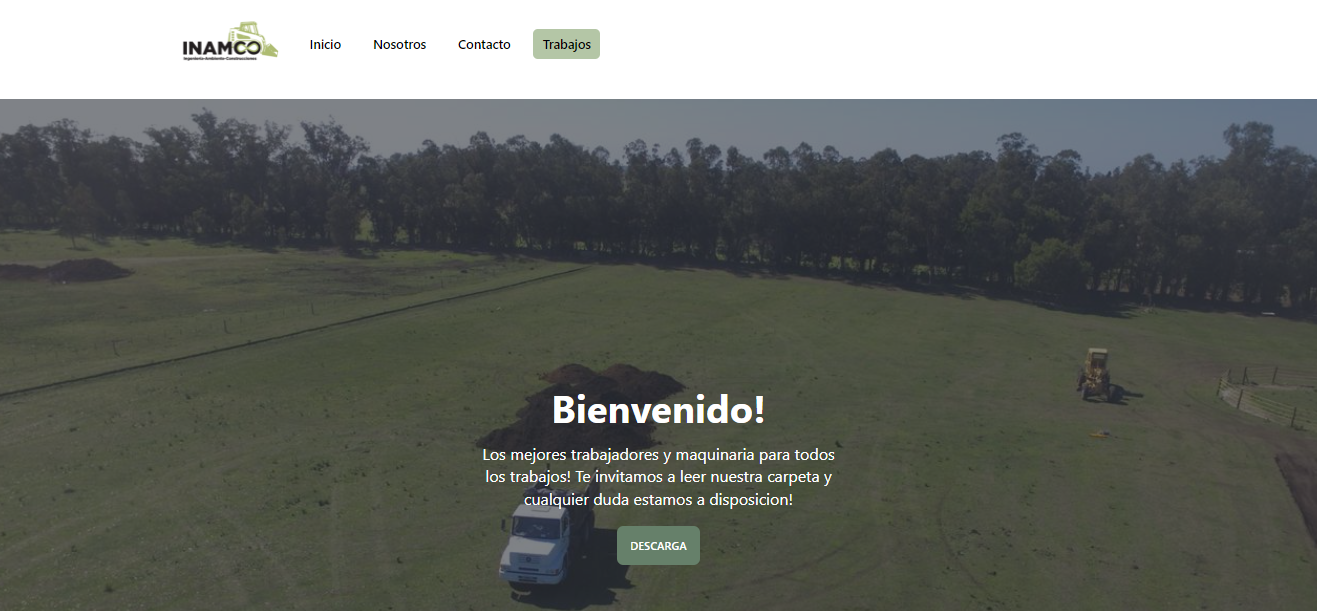 INAMCO
Ingeniería-Ambiente-Construcciones
Inicio
Nosotros
Contacto
Trabajos
Bienvenido!
Los mejores trabajadores y maquinaria para todos
los trabajos! Te invitamos a leer nuestra carpeta y
cualquier duda estamos a disposicion!
DESCARGA